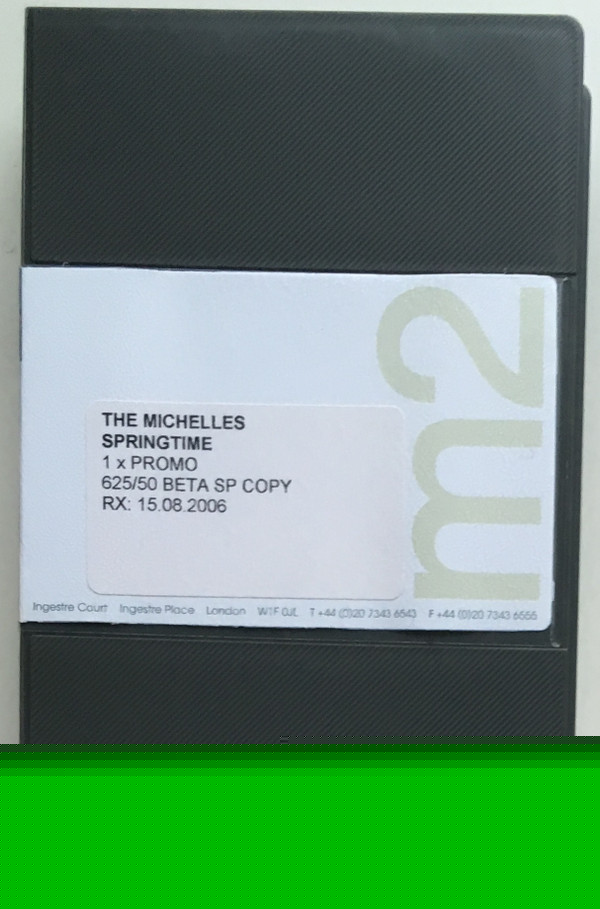 m2
THE MICHELLES
SPRINGTIME
1 x PROMO
625/50 BETA SP COPY
RX: 15.08.2006
Ingestre Court Ingestre Place London W1F 0JL T +44 (0)20 7343 6543 F +44 (0)20 7343 6555